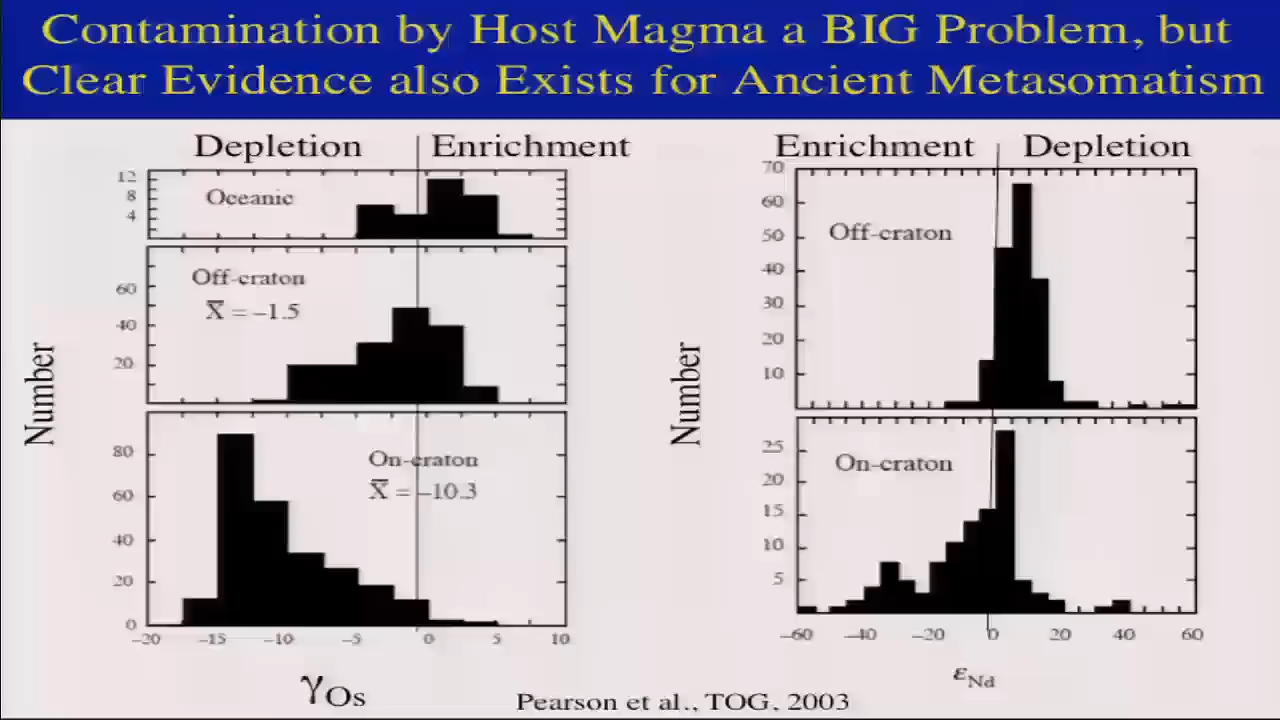 Contamination by Host Magma a BIG Problem, but
Clear Evidence also Exists for Ancient Metasomatism
Depletion Enrichment
12
8
4
Oceanic
60
40
20
Off-craton
X̅ = –1.5
80
60
40
20
0
On-craton
X̅ = –10.3
–20 –15 –10 –5 0 5 10
Number
γOs
Enrichment Depletion
70
60
50
40
30
20
10
Off-craton
25
20
15
10
5
On-craton
–60 –40 –20 0 20 40 60
Number
εNd
Pearson et al., TOG, 2003